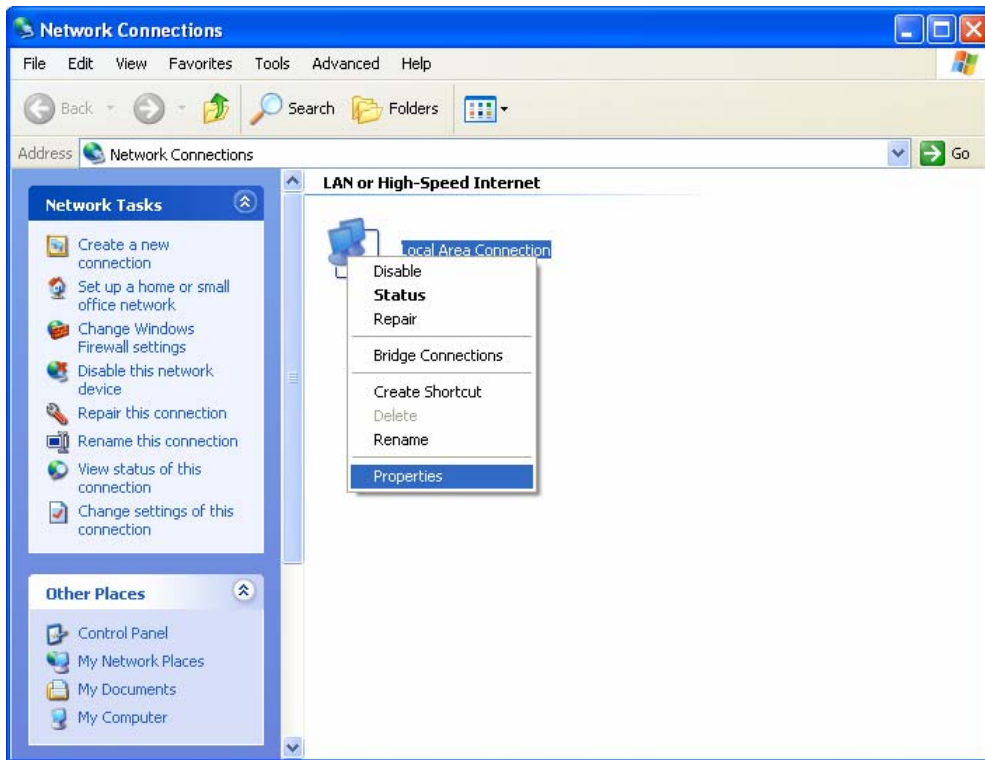 Network Connections
File Edit View Favorites Tools Advanced Help
Back Search Folders
Address Network Connections Go
Network Tasks
Create a new
connection
Set up a home or small
office network
Change Windows
Firewall settings
Disable this network
device
Repair this connection
Rename this connection
View status of this
connection
Change settings of this
connection
Other Places
Control Panel
My Network Places
My Documents
My Computer
LAN or High-Speed Internet
Local Area Connection
Disable
Status
Repair
Bridge Connections
Create Shortcut
Delete
Rename
Properties